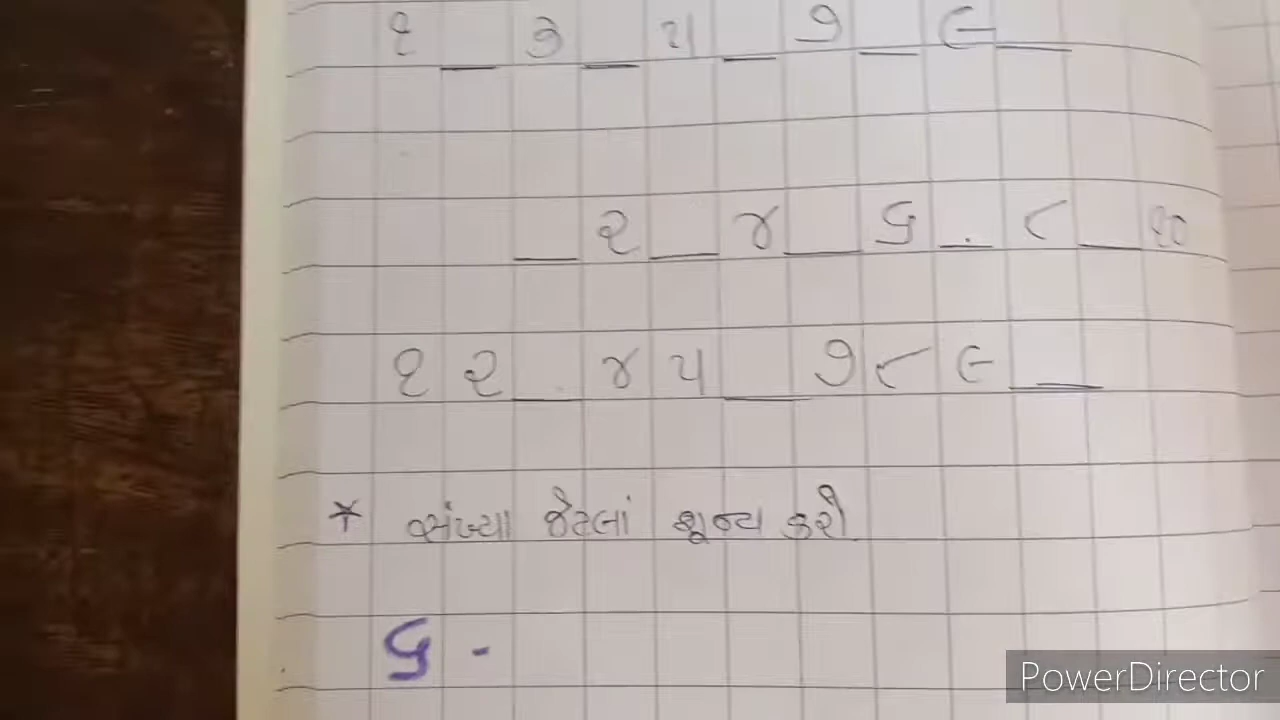 ૧ _ ૩ _ ૫ _ ૭ _ ૯ _
_ ૨ _ ૪ _ ૬ _ ૮ _ ૧૦
૧ ૨ _ ૪ ૫ _ ૭ ૮ ૯ _
* સંખ્યા જેટલાં શૂન્ય કરો
૬ -
PowerDirector